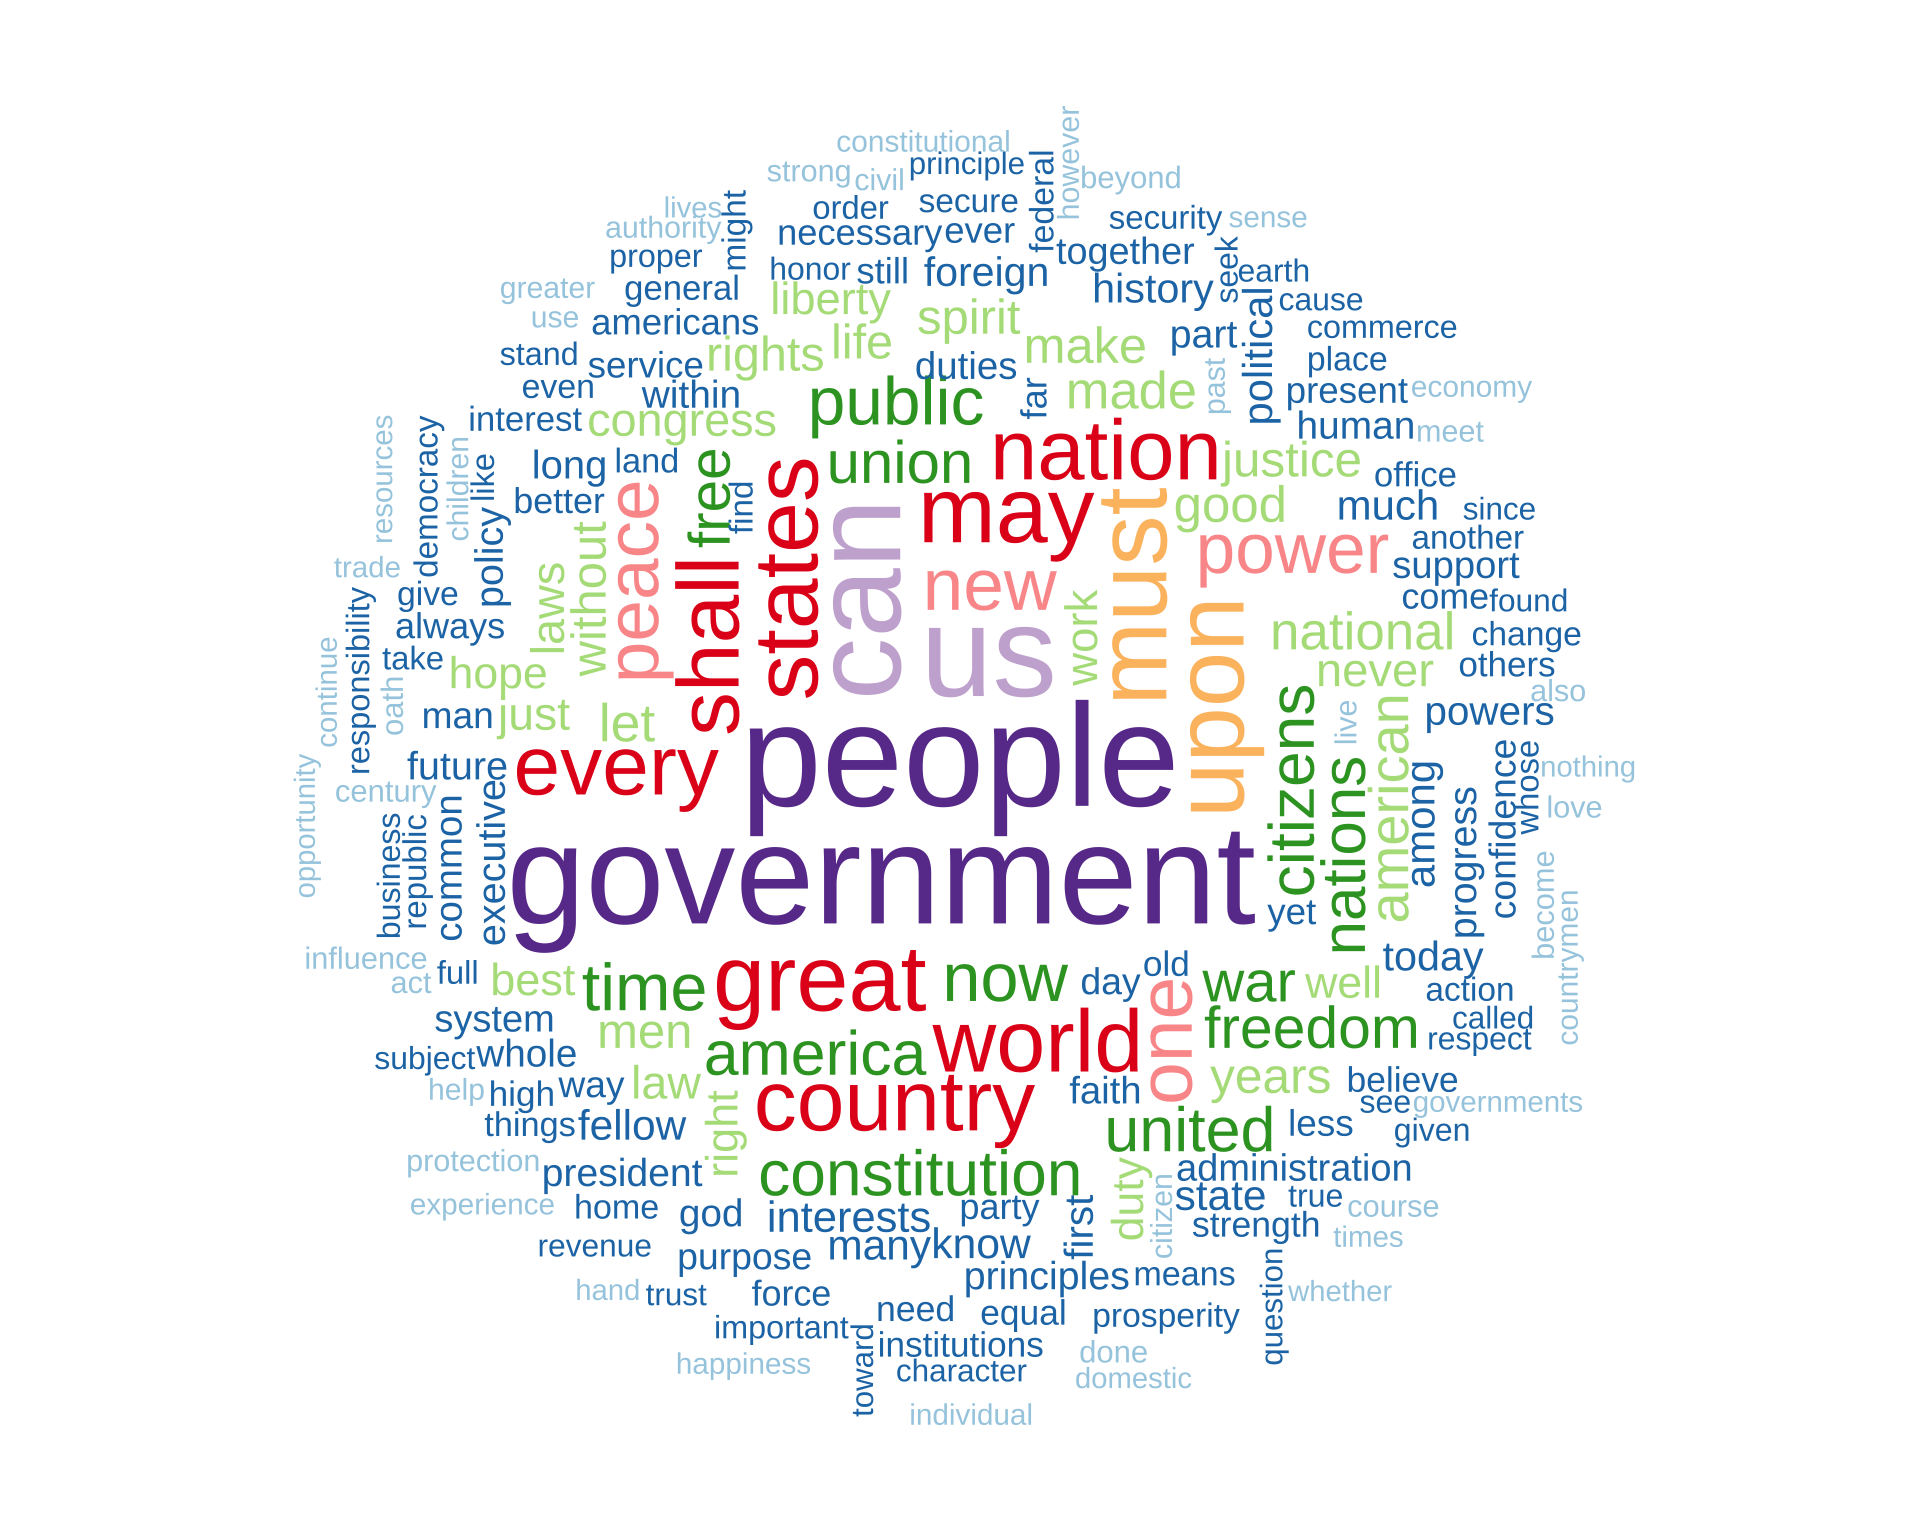 however
constitutional
principle
federal
strong
civil
beyond
lives
might
order
secure
security
sense
authority
necessary
ever
together
proper
honor
still
foreign
history
seek
earth
greater
general
liberty
cause
use
americans
spirit
political
commerce
stand
service
rights
life
make
part
place
duties
even
within
far
made
past
present
economy
interest
congress
public
human
meet
resources
democracy
children
like
long
land
free
union
nation
justice
office
better
find
states
may
good
much
since
policy
without
peace
can
must
power
another
trade
laws
shall
new
support
give
work
come
found
always
responsibility
us
upon
national
change
continue
take
hope
never
others
oath
man
just
let
people
citizens
live
american
also
powers
future
every
nations
among
confidence
whose
nothing
opportunity
century
progress
love
business
republic
common
executive
government
yet
become
countrymen
influence
act
full
best
time
great
now
day
old
war
well
today
action
system
men
world
one
freedom
called
subject
whole
america
respect
help
high
way
law
country
faith
years
believe
see
governments
things
fellow
right
united
less
given
protection
president
constitution
duty
administration
experience
home
god
interests
party
first
citizen
state
true
course
strength
revenue
purpose
many
know
times
principles
means
question
hand
trust
force
whether
need
equal
prosperity
important
toward
institutions
done
happiness
character
domestic
individual